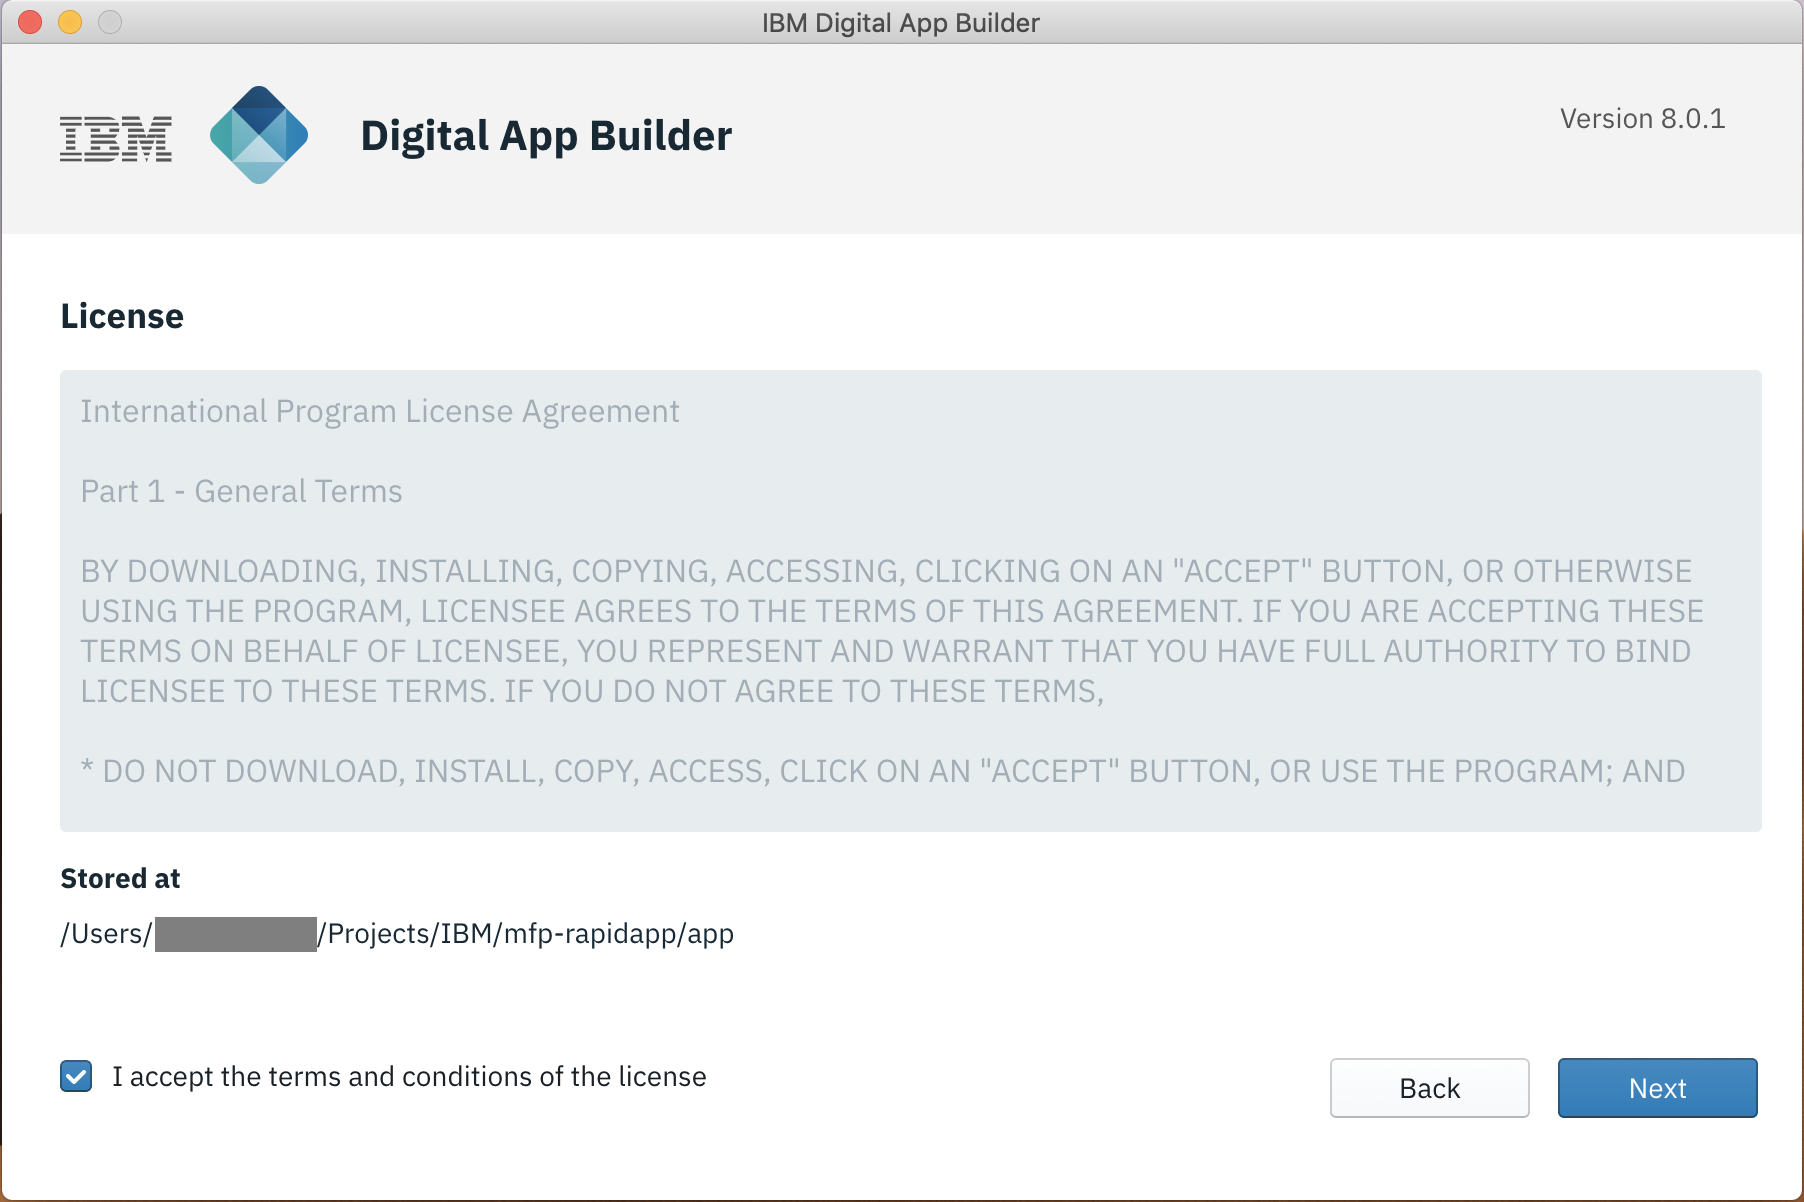 IBM Digital App Builder
IBM
Digital App Builder
Version 8.0.1
License
International Program License Agreement
Part 1 - General Terms
BY DOWNLOADING, INSTALLING, COPYING, ACCESSING, CLICKING ON AN "ACCEPT" BUTTON, OR OTHERWISE
USING THE PROGRAM, LICENSEE AGREES TO THE TERMS OF THIS AGREEMENT. IF YOU ARE ACCEPTING THESE
TERMS ON BEHALF OF LICENSEE, YOU REPRESENT AND WARRANT THAT YOU HAVE FULL AUTHORITY TO BIND
LICENSEE TO THESE TERMS. IF YOU DO NOT AGREE TO THESE TERMS,
* DO NOT DOWNLOAD, INSTALL, COPY, ACCESS, CLICK ON AN "ACCEPT" BUTTON, OR USE THE PROGRAM; AND
Stored at
/Users/ /Projects/IBM/mfp-rapidapp/app
I accept the terms and conditions of the license
Back
Next